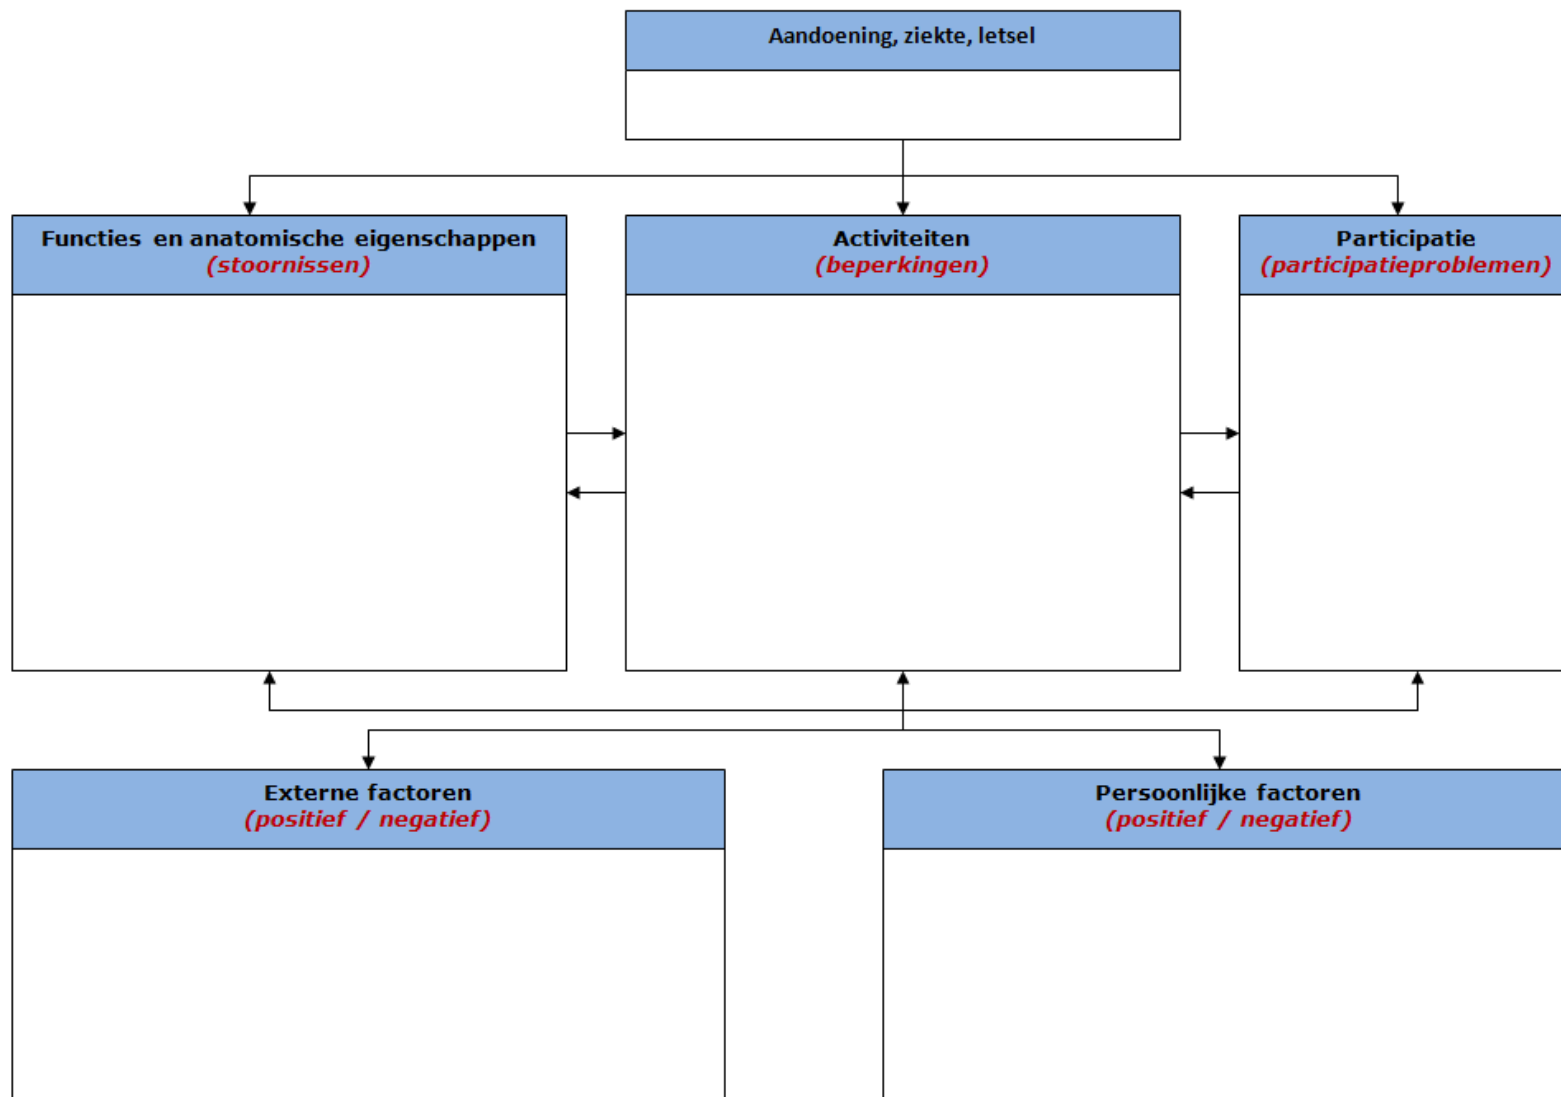 Aandoening, ziekte, letsel
Functies en anatomische eigenschappen
(stoornissen)
Activiteiten
(beperkingen)
Participatie
(participatieproblemen)
Externe factoren
(positief / negatief)
Persoonlijke factoren
(positief / negatief)